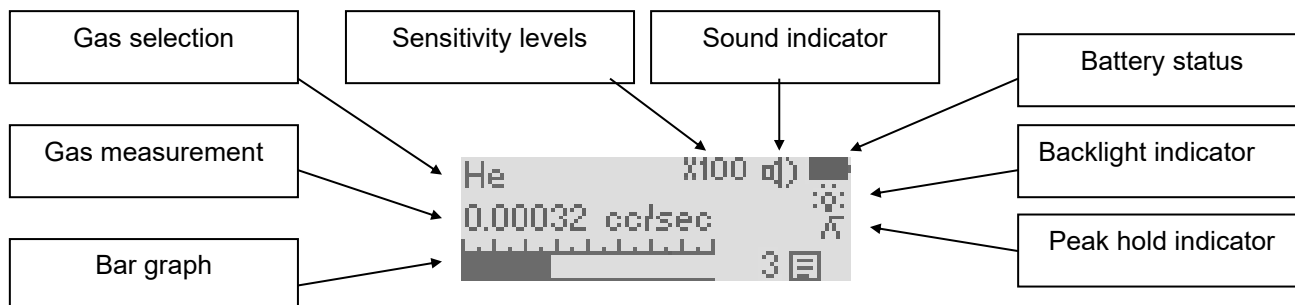 Gas selection
Sensitivity levels
Sound indicator
Battery status
Gas measurement
Backlight indicator
Bar graph
Peak hold indicator
He X100
0.00032 cc/sec
3